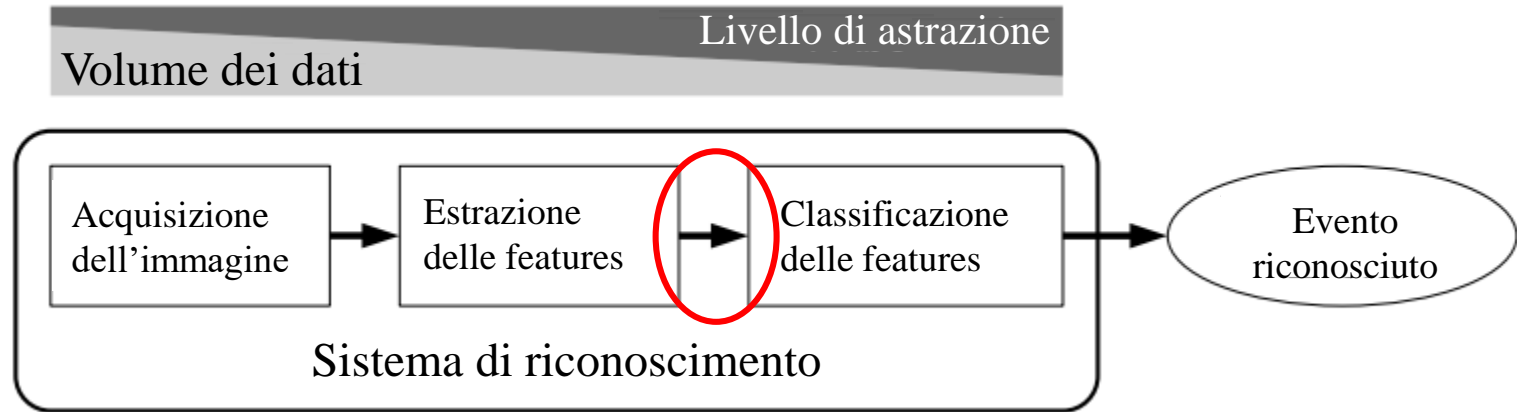 Livello di astrazione
Volume dei dati
Acquisizione
dell'immagine
Estrazione
delle features
Classificazione
delle features
Evento
riconosciuto
Sistema di riconoscimento